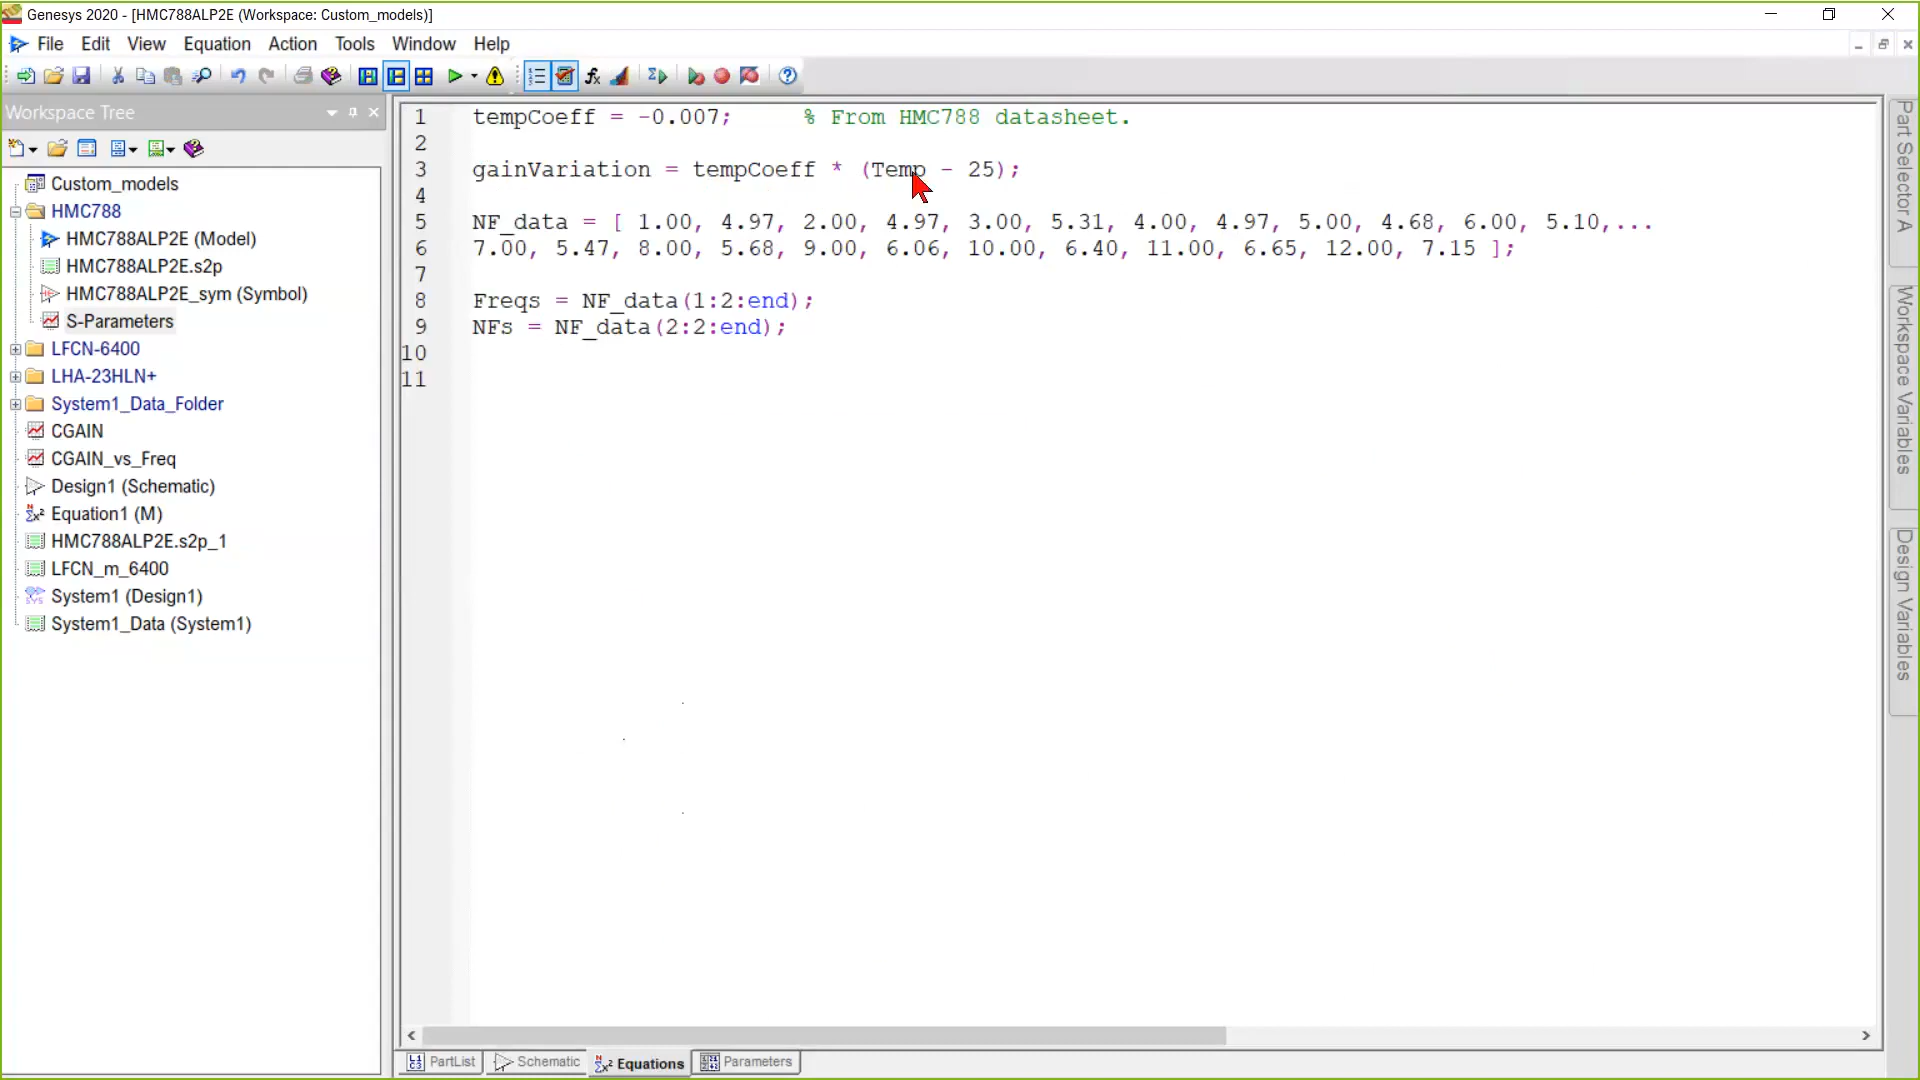 Genesys 2020 - [HMC788ALP2E (Workspace: Custom_models)]
File Edit View Equation Action Tools Window Help
Workspace Tree
Custom_models
HMC788
HMC788ALP2E (Model)
HMC788ALP2E.s2p
HMC788ALP2E_sym (Symbol)
S-Parameters
LFCN-6400
LHA-23HLN+
System1_Data_Folder
CGAIN
CGAIN_vs_Freq
Design1 (Schematic)
Equation1 (M)
HMC788ALP2E.s2p_1
LFCN_m_6400
System1 (Design1)
System1_Data (System1)
1 tempCoeff = -0.007; % From HMC788 datasheet.
2
3 gainVariation = tempCoeff * (Temp - 25);
4
5 NF_data = [ 1.00, 4.97, 2.00, 4.97, 3.00, 5.31, 4.00, 4.97, 5.00, 4.68, 6.00, 5.10,...
6 7.00, 5.47, 8.00, 5.68, 9.00, 6.06, 10.00, 6.40, 11.00, 6.65, 12.00, 7.15 ];
7
8 Freqs = NF_data(1:2:end);
9 NFs = NF_data(2:2:end);
10
11
PartList Schematic Equations Parameters
Part Selector A
Workspace Variables
Design Variables